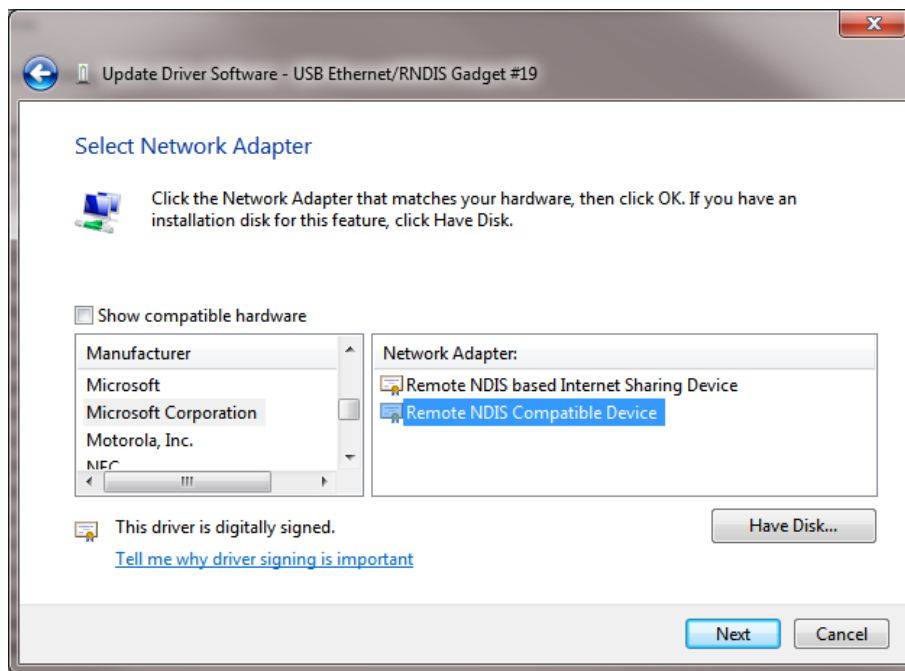 Update Driver Software - USB Ethernet/RNDIS Gadget #19
Select Network Adapter
Click the Network Adapter that matches your hardware, then click OK. If you have an
installation disk for this feature, click Have Disk.
Show compatible hardware
Manufacturer
Microsoft
Microsoft Corporation
Motorola, Inc.
NEC
Network Adapter:
Remote NDIS based Internet Sharing Device
Remote NDIS Compatible Device
This driver is digitally signed.
Tell me why driver signing is important
Have Disk...
Next
Cancel